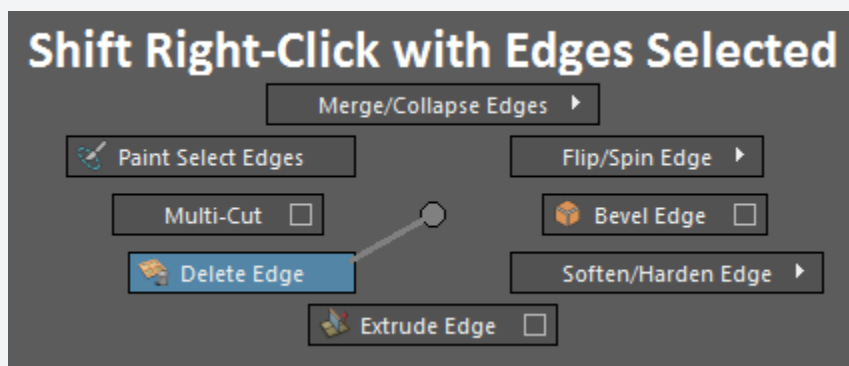 Shift Right-Click with Edges Selected
Merge/Collapse Edges
Paint Select Edges
Flip/Spin Edge
Multi-Cut
Bevel Edge
Delete Edge
Soften/Harden Edge
Extrude Edge